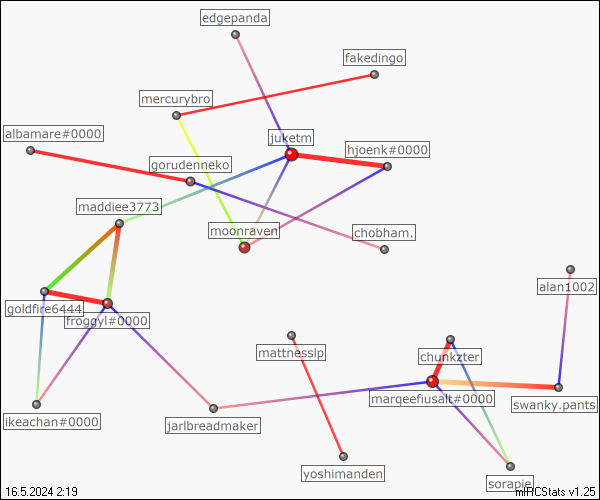 edgepanda
fakedingo
mercurybro
albamare#0000
juketm
hjoenk#0000
gorudenneko
maddiee3773
moonraven
chobham.
alan1002
goldfire6444
froggyl#0000
mattnesslp
chunkzter
marqeefiusalt#0000
swanky.pants
ikeachan#0000
jarlbreadmaker
yoshimanden
sorapie
16.5.2024 2:19
mIRCStats v1.25